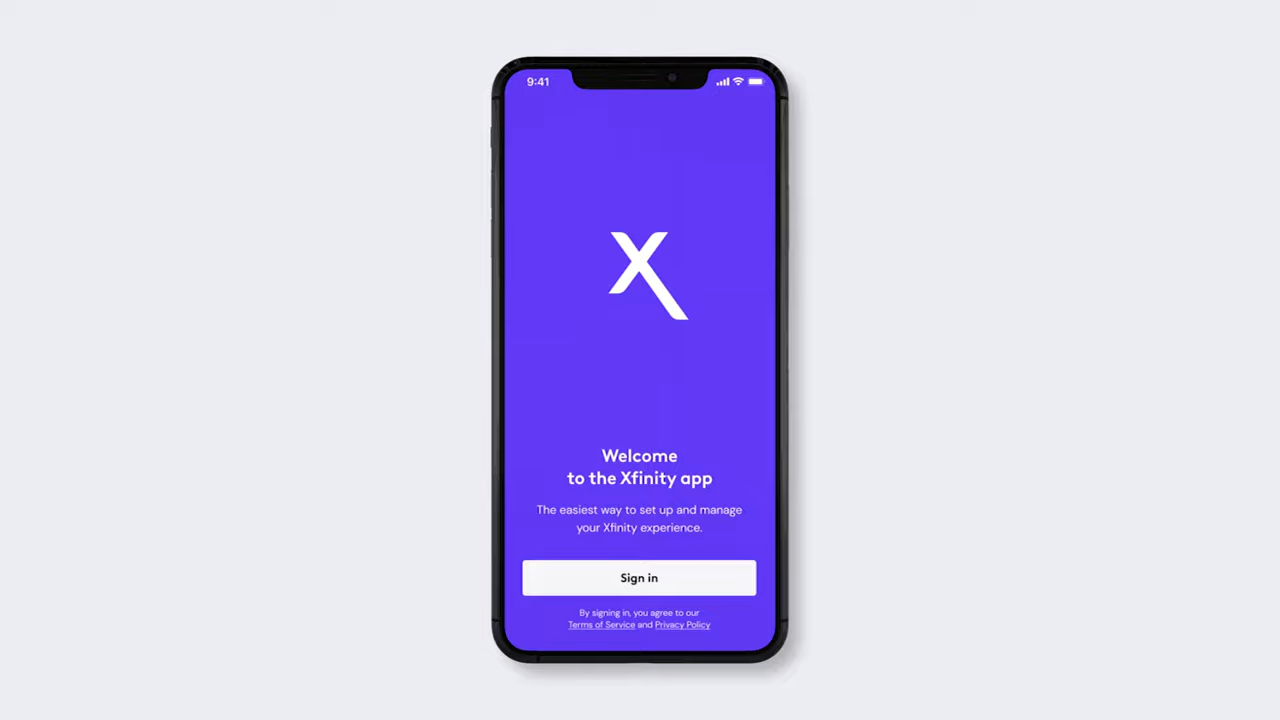 9:41
X
Welcome
to the Xfinity app
The easiest way to set up and manage
your Xfinity experience.
Sign in
By signing in, you agree to our
Terms of Service and Privacy Policy